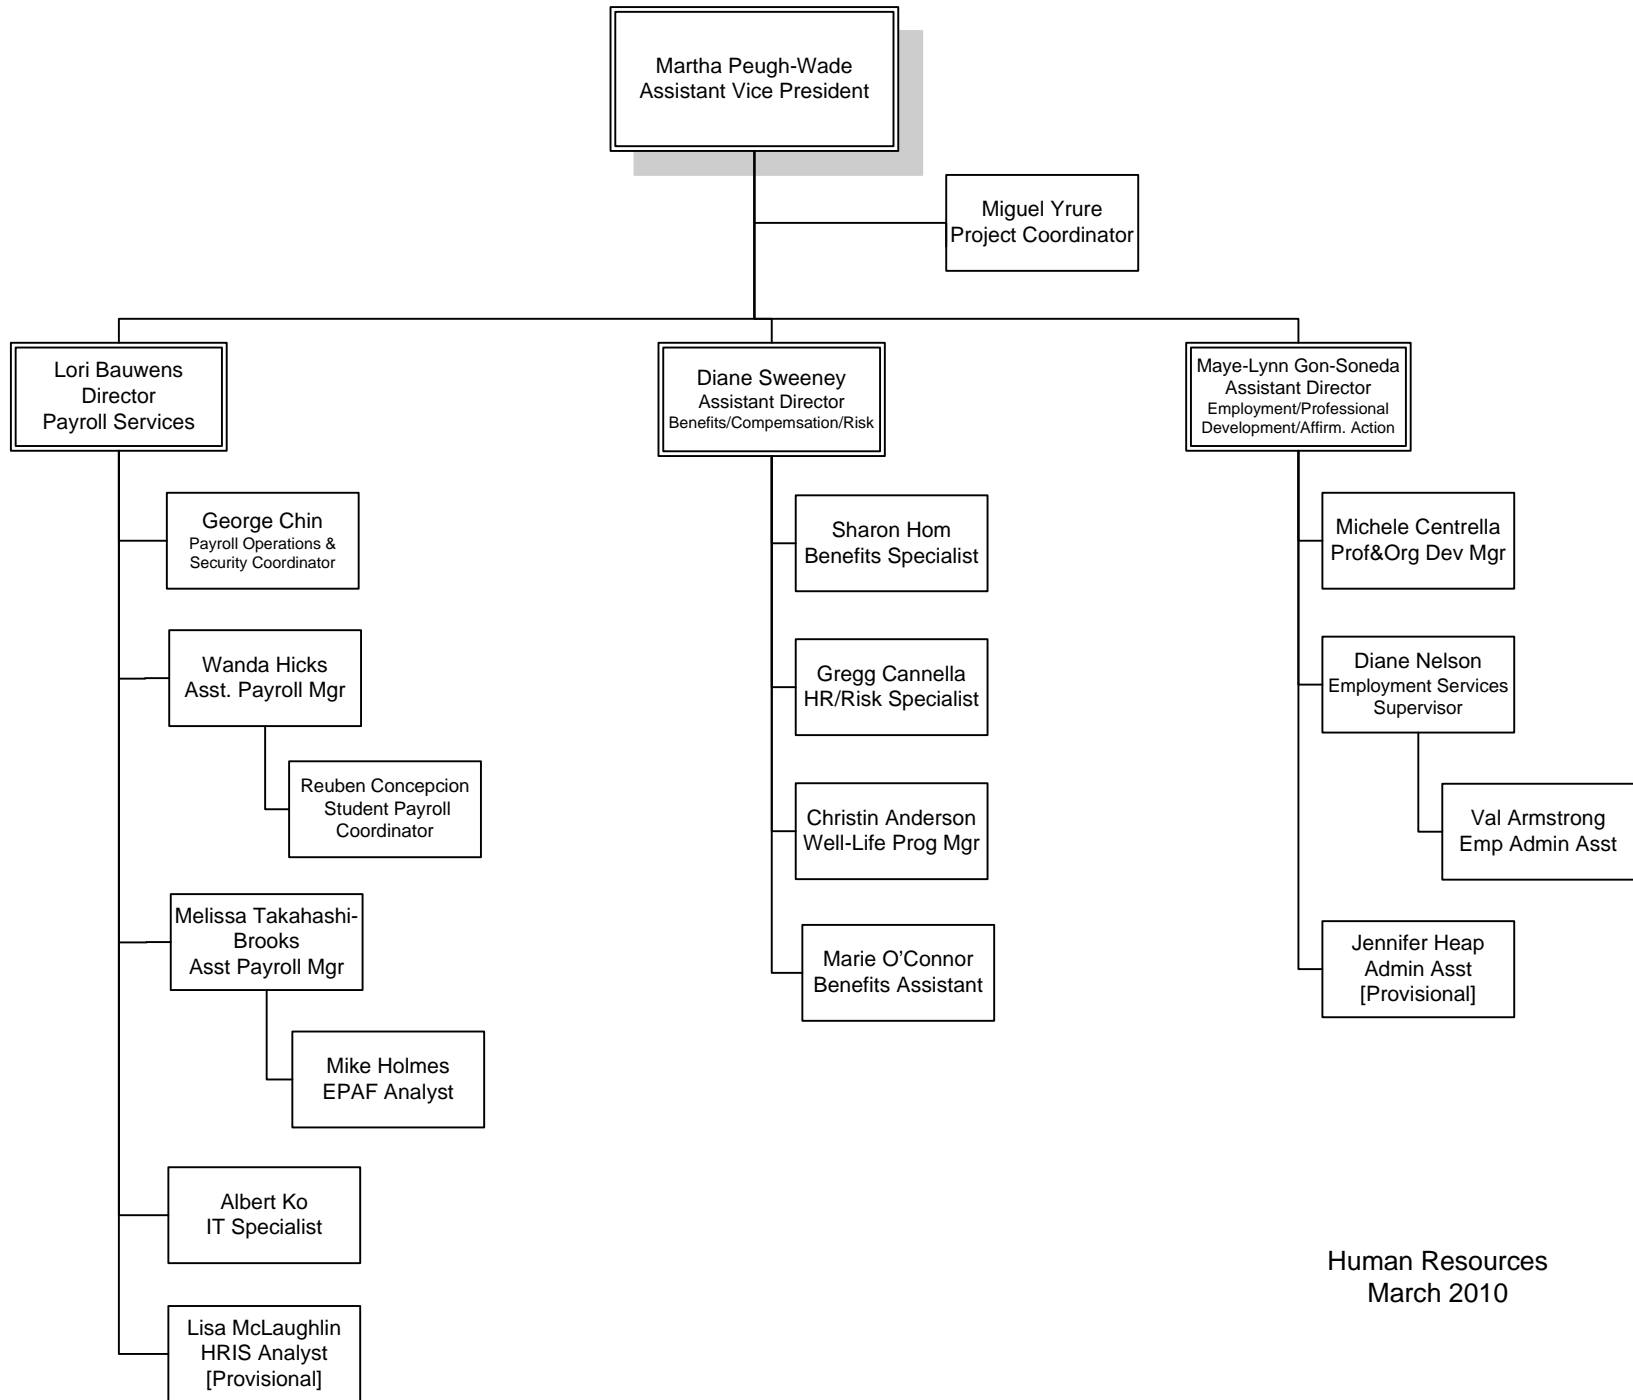 Martha Peugh-Wade
Assistant Vice President
Miguel Yrure
Project Coordinator
Lori Bauwens
Director
Payroll Services
Diane Sweeney
Assistant Director
Benefits/Compemsation/Risk
Maye-Lynn Gon-Soneda
Assistant Director
Employment/Professional
Development/Affirm. Action
George Chin
Payroll Operations &
Security Coordinator
Wanda Hicks
Asst. Payroll Mgr
Reuben Concepcion
Student Payroll
Coordinator
Melissa Takahashi-
Brooks
Asst Payroll Mgr
Mike Holmes
EPAF Analyst
Albert Ko
IT Specialist
Lisa McLaughlin
HRIS Analyst
[Provisional]
Sharon Hom
Benefits Specialist
Gregg Cannella
HR/Risk Specialist
Christin Anderson
Well-Life Prog Mgr
Marie O’Connor
Benefits Assistant
Michele Centrella
Prof&Org Dev Mgr
Diane Nelson
Employment Services
Supervisor
Val Armstrong
Emp Admin Asst
Jennifer Heap
Admin Asst
[Provisional]
Human Resources
March 2010